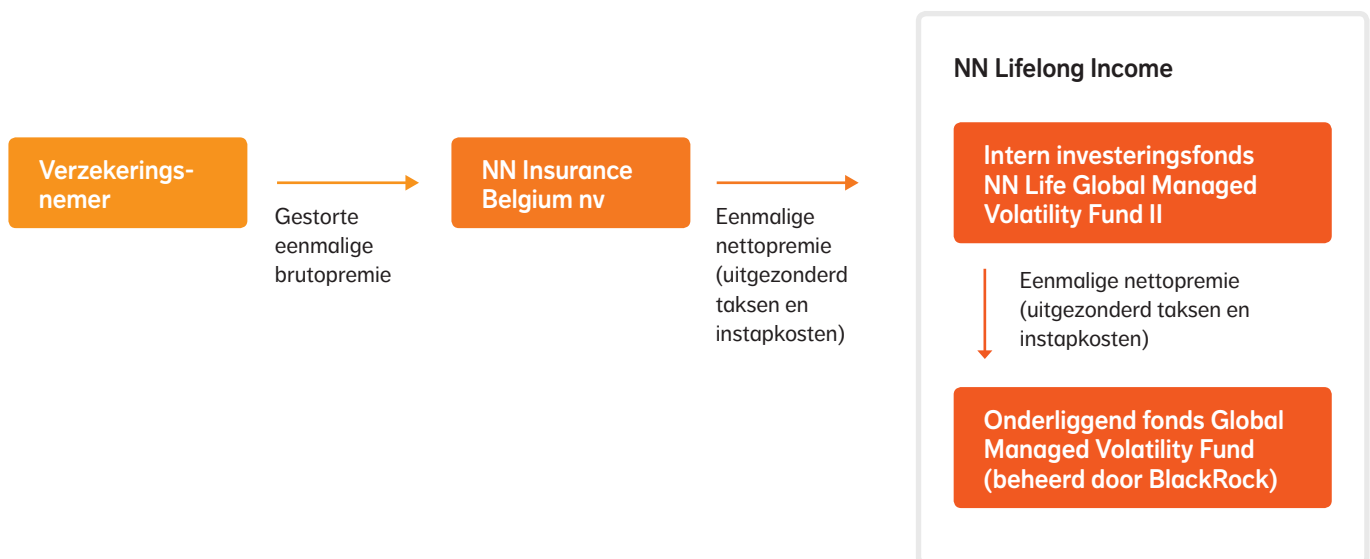 NN Lifelong Income
Verzekerings-
nemer
Gestorte
eenmalige
brutopremie
NN Insurance
Belgium nv
Eenmalige
nettopremie
(uitgezonderd
taksen en
instapkosten)
Intern investeringsfonds
NN Life Global Managed
Volatility Fund II
Eenmalige nettopremie
(uitgezonderd taksen en
instapkosten)
Onderliggend fonds Global
Managed Volatility Fund
(beheerd door BlackRock)